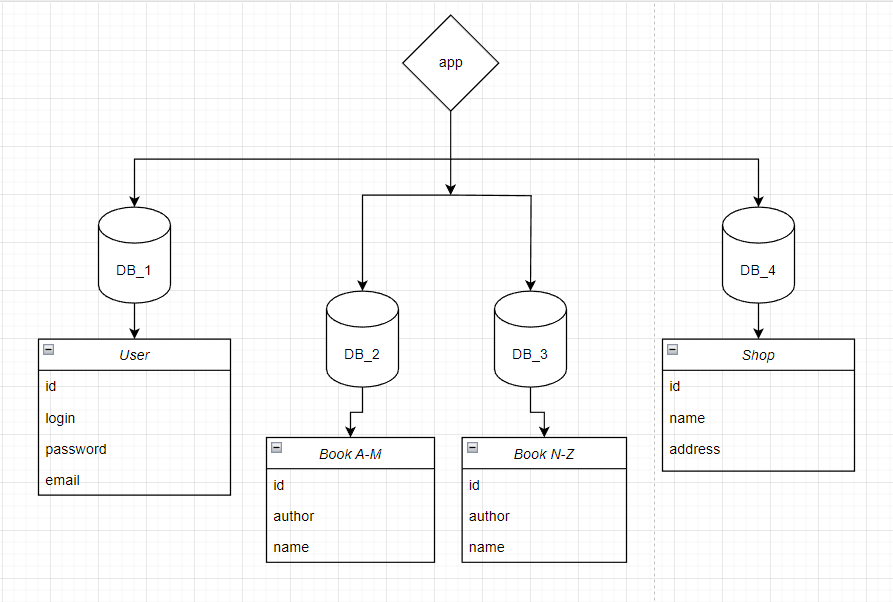 app
DB_1
DB_4
DB_2
DB_3
User
id
login
password
email
Book A-M
id
author
name
Book N-Z
id
author
name
Shop
id
name
address